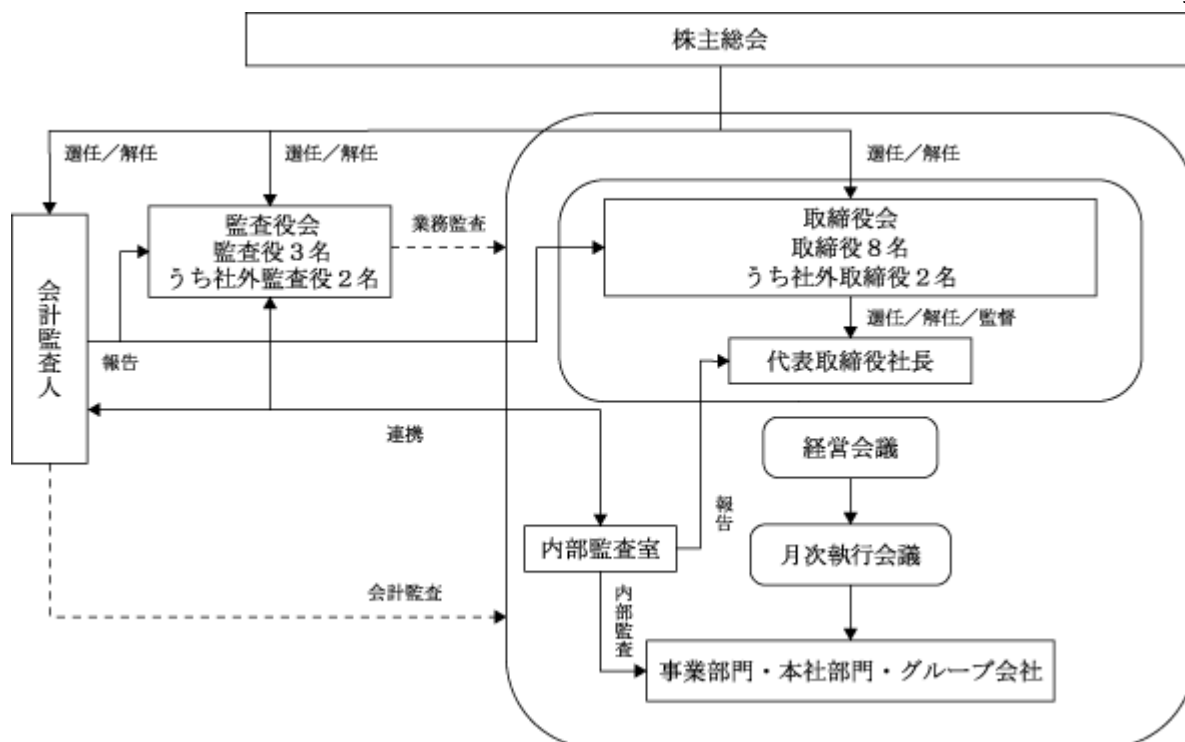 株主総会
選任／解任
選任／解任
選任／解任
監査役会
監査役３名
うち社外監査役２名
業務監査
取締役会
取締役８名
うち社外取締役２名
会計監査人
報告
選任／解任／監督
代表取締役社長
連携
経営会議
報告
内部監査室
月次執行会議
会計監査
内部監査
事業部門・本社部門・グループ会社